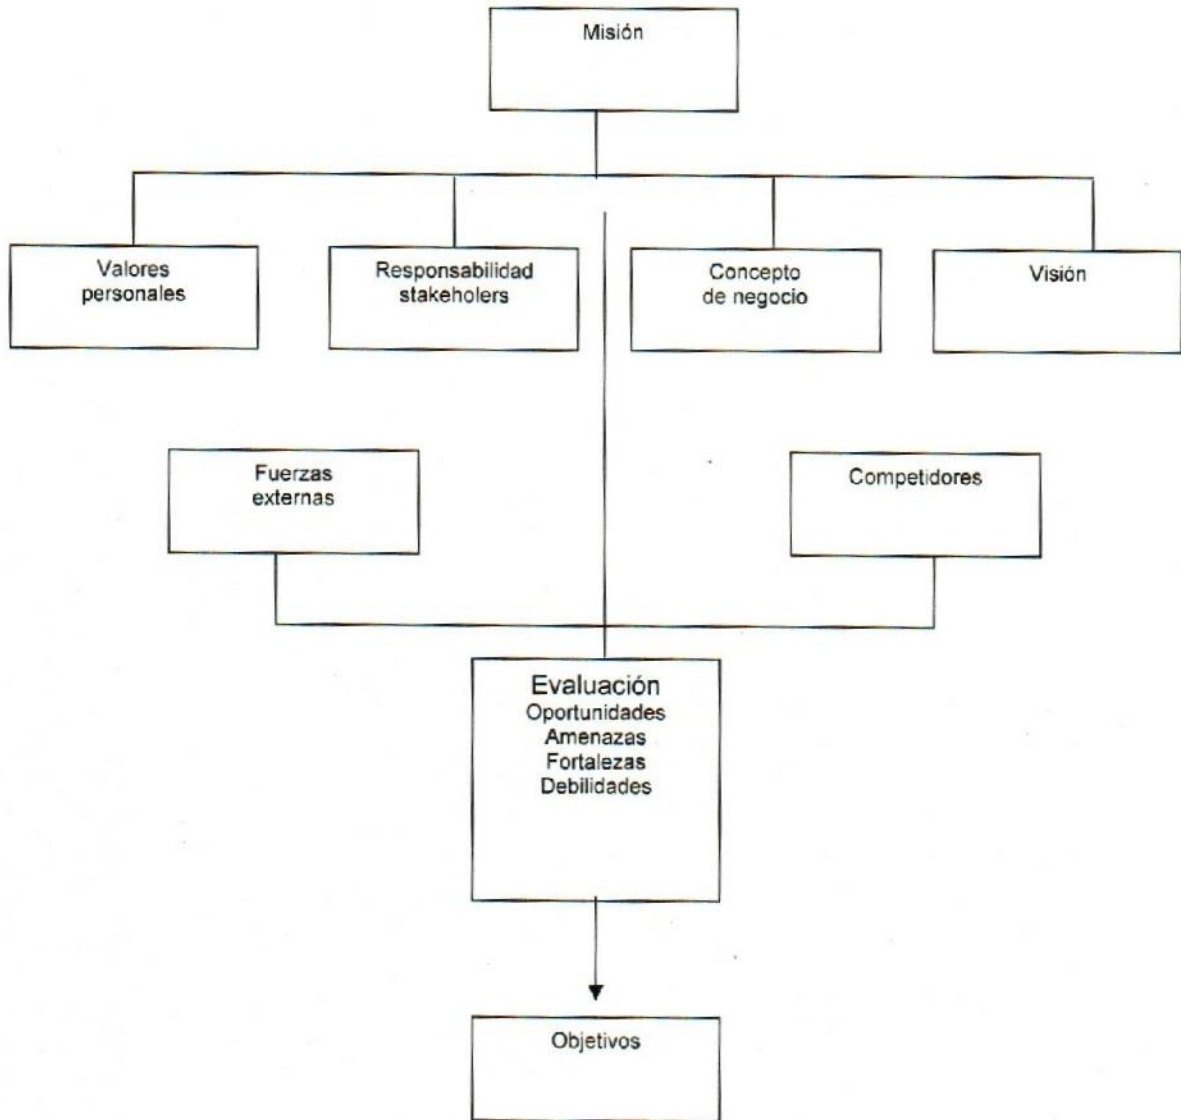 Misión
Valores
personales
Responsabilidad
stakeholers
Concepto
de negocio
Visión
Fuerzas
externas
Competidores
Evaluación
Oportunidades
Amenazas
Fortalezas
Debilidades
Objetivos